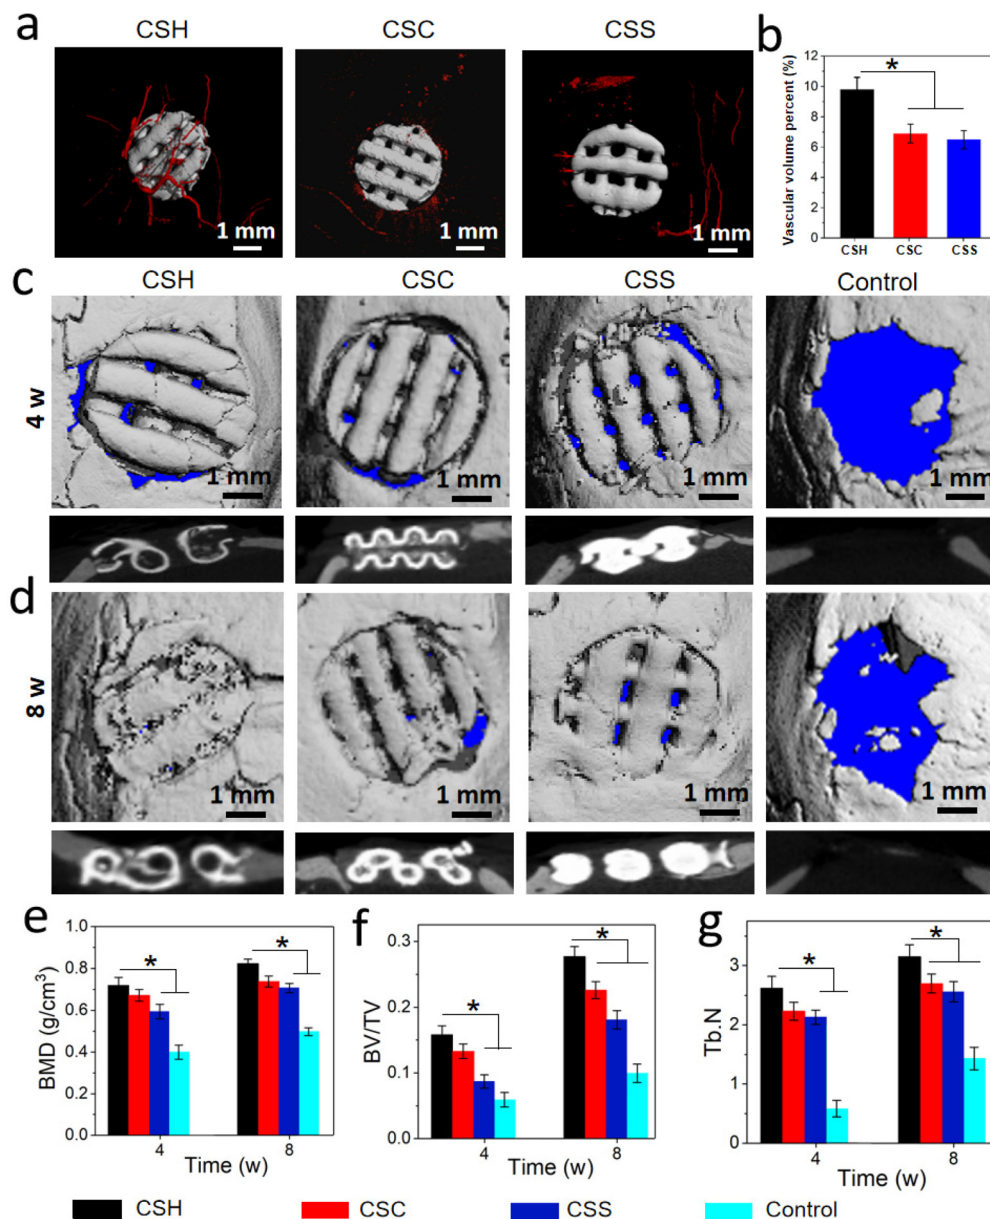 a
CSH
CSC
CSS
b
1 mm
1 mm
1 mm
Vascular volume percent (%)
12
10
8
6
4
2
0
*
CSH
CSC
CSS
c
CSH
CSC
CSS
Control
4 w
1 mm
1 mm
1 mm
1 mm
d
8 w
1 mm
1 mm
1 mm
1 mm
e
BMD (g/cm³)
1.0
0.8
0.6
0.4
0.2
0.0
*
*
4
8
Time (w)
f
BV/TV
0.3
0.2
0.1
0.0
*
*
4
8
Time (w)
g
Tb.N
3
2
1
0
*
*
4
8
Time (w)
CSH
CSC
CSS
Control